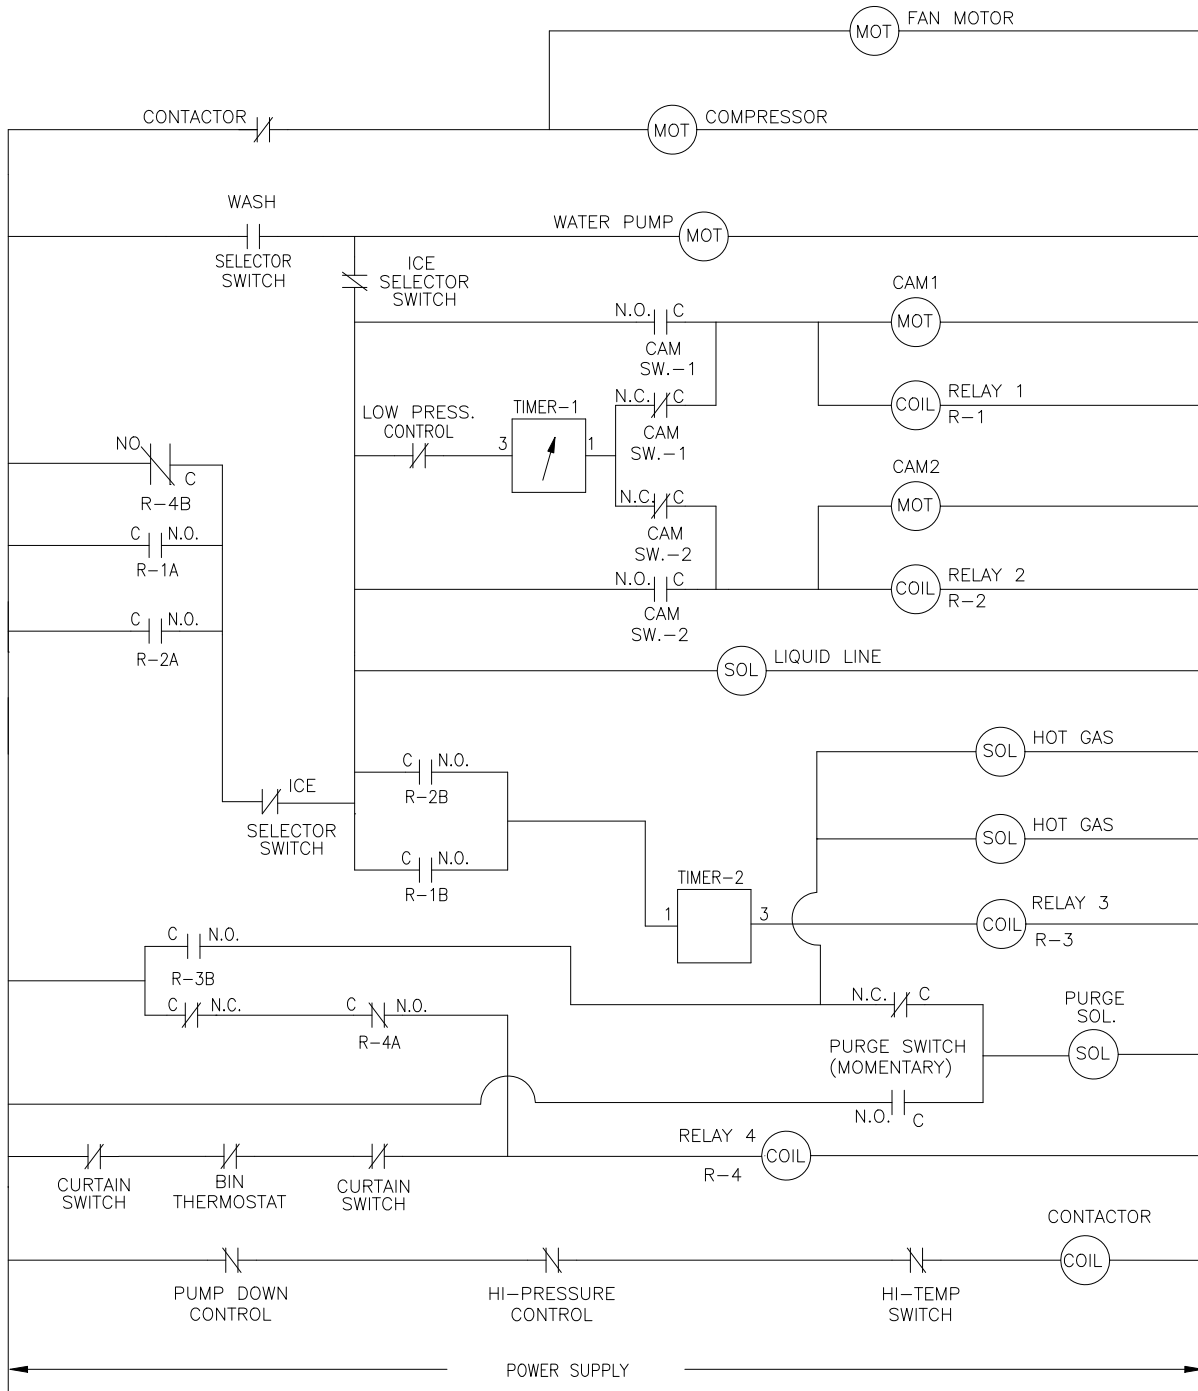 FAN MOTOR
MOT
CONTACTOR
MOT
COMPRESSOR
WASH
SELECTOR
SWITCH
WATER PUMP
MOT
ICE
SELECTOR
SWITCH
N.O. C
CAM
SW.-1
CAM1
MOT
N.C. C
CAM
SW.-1
COIL
RELAY 1
R-1
LOW PRESS.
CONTROL
TIMER-1
3
1
NO
C
R-4B
N.C. C
CAM
SW.-2
CAM2
MOT
C N.O.
R-1A
N.O. C
CAM
SW.-2
COIL
RELAY 2
R-2
C N.O.
R-2A
SOL
LIQUID LINE
SOL
HOT GAS
C N.O.
R-2B
ICE
SELECTOR
SWITCH
SOL
HOT GAS
C N.O.
R-1B
TIMER-2
1
3
COIL
RELAY 3
R-3
C N.O.
R-3B
C N.C.
C N.O.
R-4A
N.C. C
PURGE SWITCH
(MOMENTARY)
N.O. C
PURGE
SOL.
SOL
CURTAIN
SWITCH
BIN
THERMOSTAT
CURTAIN
SWITCH
RELAY 4
R-4
COIL
PUMP DOWN
CONTROL
HI-PRESSURE
CONTROL
HI-TEMP
SWITCH
CONTACTOR
COIL
POWER SUPPLY